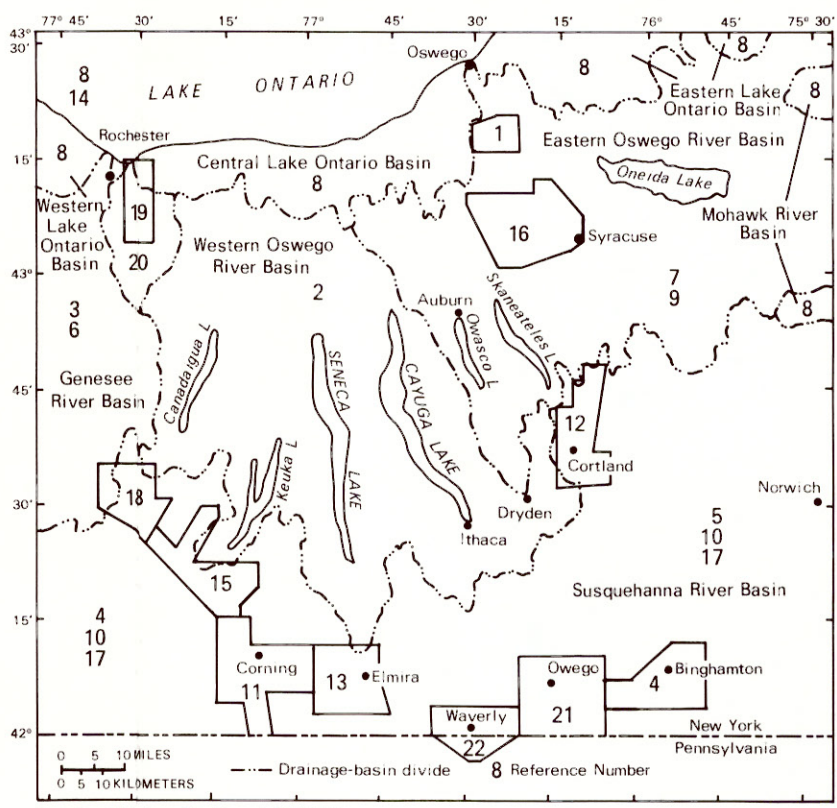 77° 45' 30' 15' 77° 45' 30' 15' 76° 45' 75° 30'
43°
30'
Oswego
8
14
LAKE ONTARIO
8
8
Eastern Lake
Ontario Basin
8
Rochester
1
Eastern Oswego River Basin
15'
8
Central Lake Ontario Basin
8
Oneida Lake
Western
Lake
Ontario
Basin
19
20
Western Oswego
River Basin
2
16
Syracuse
Mohawk River
Basin
43°
7
9
8
3
6
Auburn
Skaneateles L
Owasco L
Canadaigua L
SENECA
LAKE
CAYUGA
LAKE
Genesee
River Basin
45'
12
Cortland
Keuka L
18
Norwich
30'
Dryden
Ithaca
5
10
17
15
Susquehanna River Basin
15'
4
10
17
Corning
11
13
Elmira
Owego
21
4
Binghamton
Waverly
22
42°
New York
Pennsylvania
0 5 10 MILES
0 5 10 KILOMETERS
Drainage-basin divide
8 Reference Number